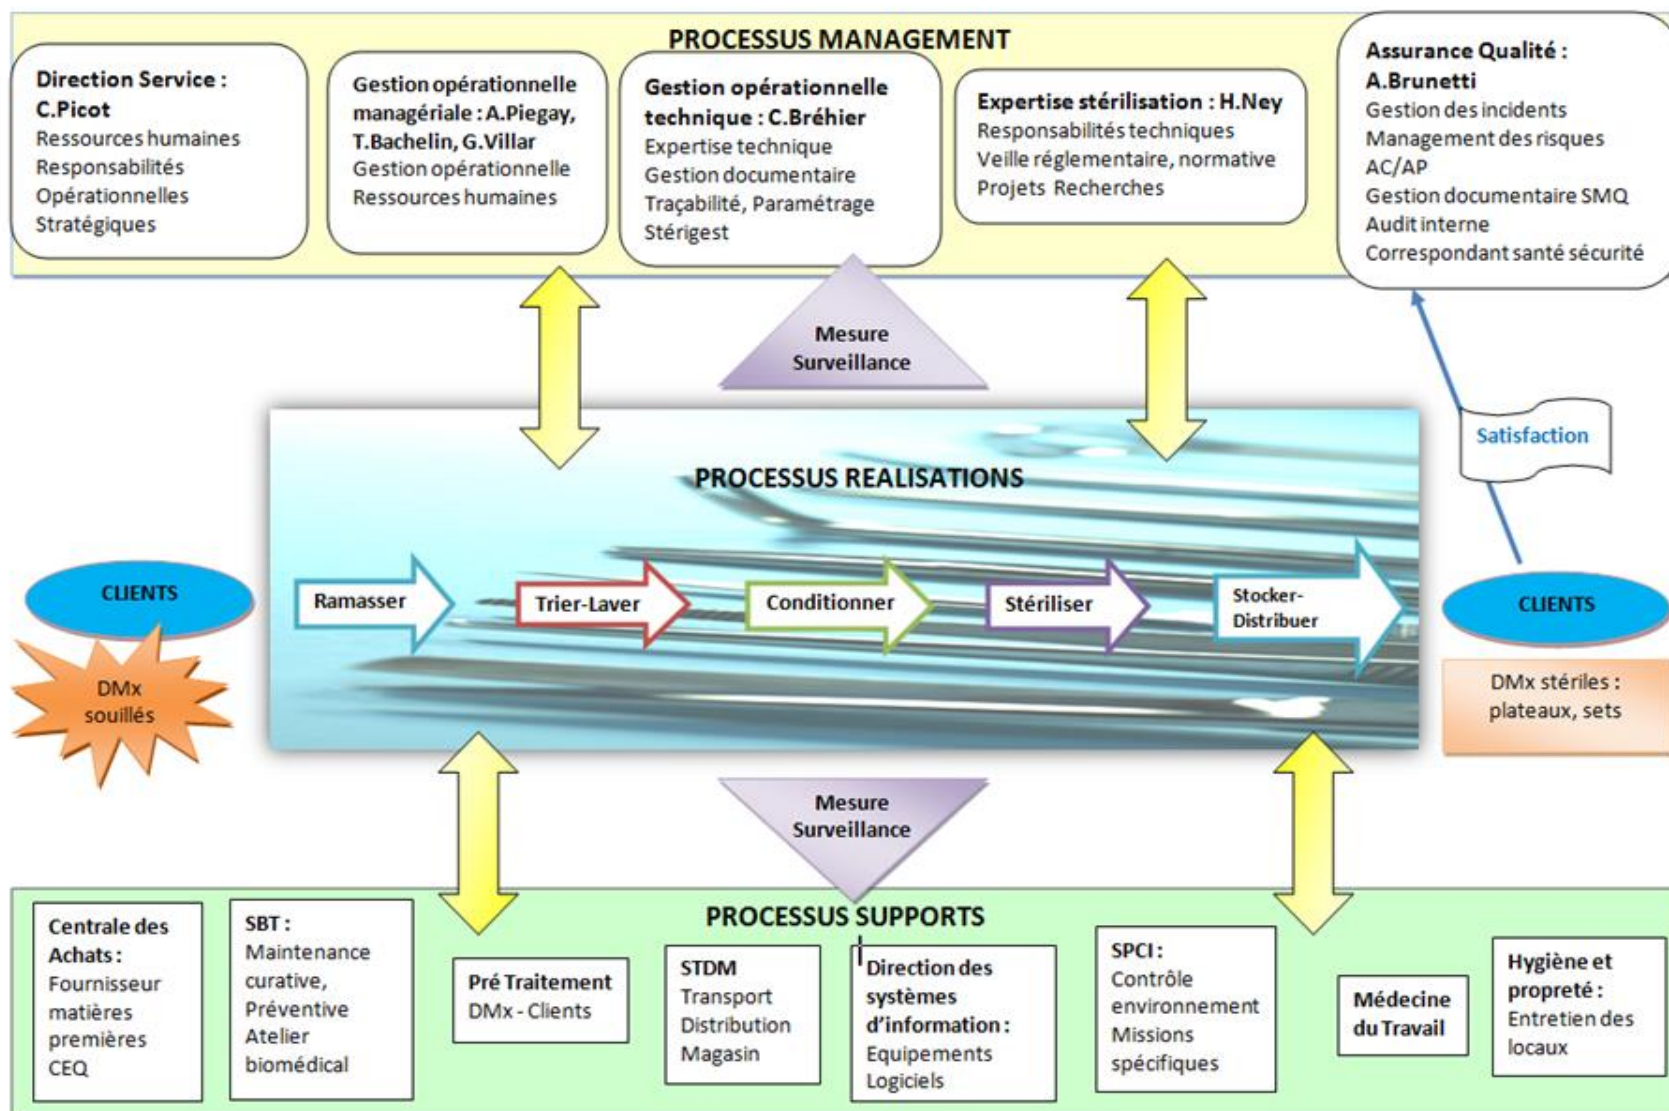 PROCESSUS MANAGEMENT
Direction Service :
C.Picot
Ressources humaines
Responsabilités
Opérationnelles
Stratégiques
Gestion opérationnelle
managériale : A.Piegay,
T.Bachelin, G.Villar
Gestion opérationnelle
Ressources humaines
Gestion opérationnelle
technique : C.Bréhier
Expertise technique
Gestion documentaire
Traçabilité, Paramétrage
Stérigest
Expertise stérilisation : H.Ney
Responsabilités techniques
Veille réglementaire, normative
Projets Recherches
Assurance Qualité :
A.Brunetti
Gestion des incidents
Management des risques
AC/AP
Gestion documentaire SMQ
Audit interne
Correspondant santé sécurité
Mesure
Surveillance
Satisfaction
PROCESSUS REALISATIONS
CLIENTS
DMx
souillés
Ramasser
Trier-Laver
Conditionner
Stériliser
Stocker-
Distribuer
CLIENTS
DMx stériles :
plateaux, sets
Mesure
Surveillance
PROCESSUS SUPPORTS
Centrale des
Achats :
Fournisseur
matières
premières
CEQ
SBT :
Maintenance
curative,
Préventive
Atelier
biomédical
Pré Traitement
DMx - Clients
STDM
Transport
Distribution
Magasin
Direction des
systèmes
d'information :
Equipements
Logiciels
SPCI :
Contrôle
environnement
Missions
spécifiques
Médecine
du Travail
Hygiène et
propreté :
Entretien des
locaux